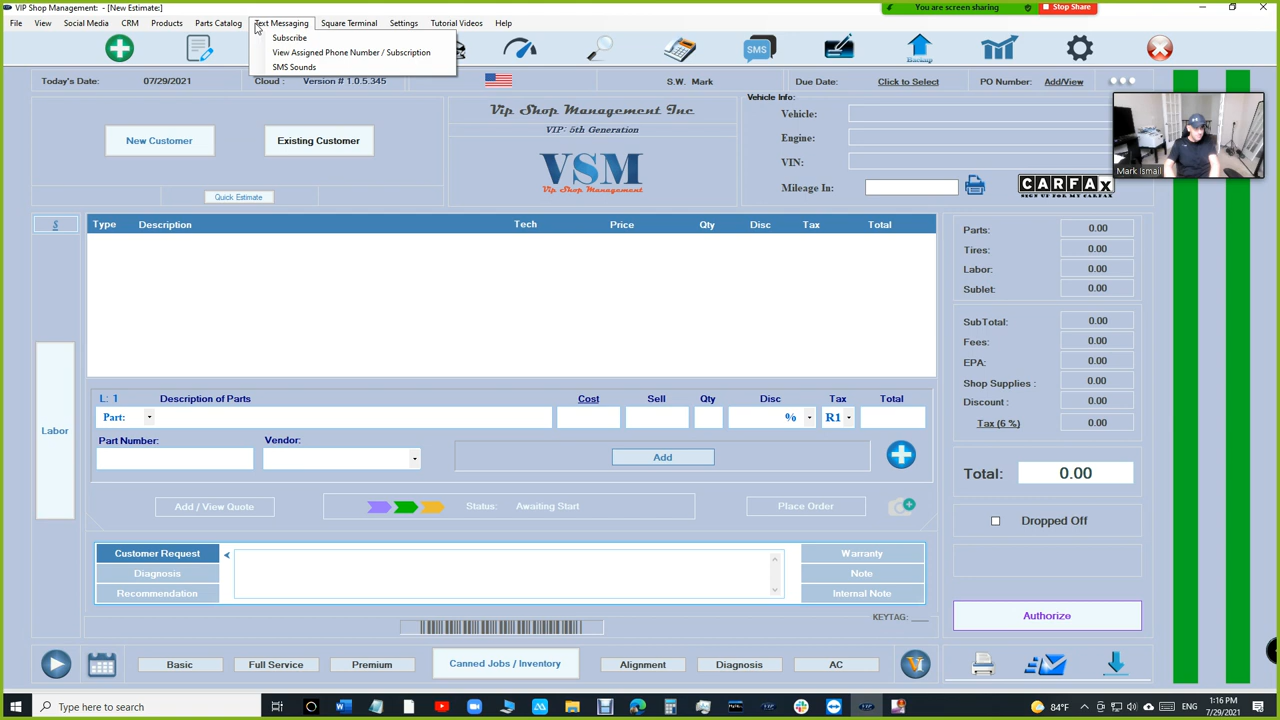 VIP Shop Management: [New Estimate:]
You are screen sharing
Stop Share
File View Social Media CRM Products Parts Catalog Text Messaging Square Terminal Settings Tutorial Videos Help
Subscribe
View Assigned Phone Number / Subscription
SMS Sounds
SMS
Backup
Today's Date: 07/29/2021 Cloud: Version # 1.0.5.345 S.W. Mark Due Date: Click to Select PO Number: Add/View
New Customer Existing Customer
Quick Estimate
Vip Shop Management Inc
VIP: 5th Generation
VSM
Vip Shop Management
Vehicle Info:
Vehicle:
Engine:
VIN:
Mileage In:
CARFAX
SIGN UP FOR MY CARFAX
Mark Ismail
S Type Description Tech Price Qty Disc Tax Total
Labor
L: 1 Description of Parts Cost Sell Qty Disc Tax Total
Part: % R1
Part Number: Vendor:
Add
Add / View Quote Status: Awaiting Start Place Order
Customer Request
Diagnosis
Recommendation
<
Warranty
Note
Internal Note
KEYTAG: ____
Parts: 0.00
Tires: 0.00
Labor: 0.00
Sublet: 0.00
SubTotal: 0.00
Fees: 0.00
EPA: 0.00
Shop Supplies : 0.00
Discount : 0.00
Tax (6 %) 0.00
Total: 0.00
Dropped Off
Authorize
Basic Full Service Premium Canned Jobs / Inventory Alignment Diagnosis AC
Type here to search
84°F ENG 1:16 PM
7/29/2021